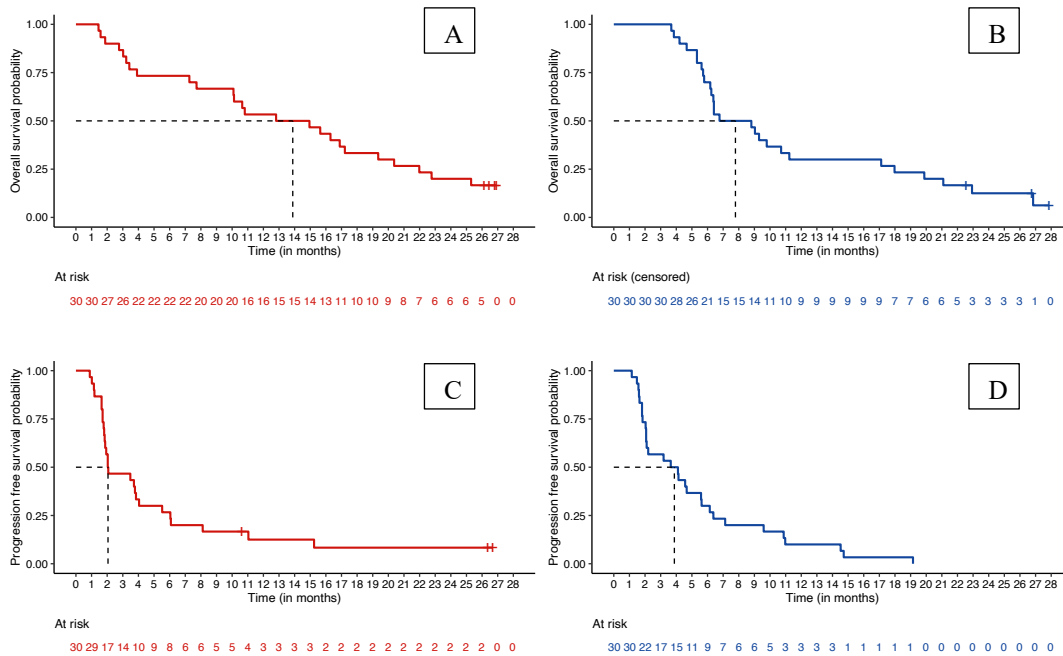 A
B
Overall survival probability
1.00
0.75
0.50
0.25
0.00
0 1 2 3 4 5 6 7 8 9 10 11 12 13 14 15 16 17 18 19 20 21 22 23 24 25 26 27 28
Time (in months)
At risk
30 30 27 26 22 22 22 22 20 20 20 16 16 15 15 14 13 11 10 10 9 8 7 6 6 6 5 0 0
Overall survival probability
1.00
0.75
0.50
0.25
0.00
0 1 2 3 4 5 6 7 8 9 10 11 12 13 14 15 16 17 18 19 20 21 22 23 24 25 26 27 28
Time (in months)
At risk (censored)
30 30 30 30 28 26 21 15 15 14 11 10 9 9 9 9 9 9 7 7 6 6 5 3 3 3 3 1 0
C
D
Progression free survival probability
1.00
0.75
0.50
0.25
0.00
0 1 2 3 4 5 6 7 8 9 10 11 12 13 14 15 16 17 18 19 20 21 22 23 24 25 26 27 28
Time (in months)
At risk
30 29 17 14 10 9 8 6 6 5 5 4 3 3 3 3 2 2 2 2 2 2 2 2 2 2 2 0 0
Progression free survival probability
1.00
0.75
0.50
0.25
0.00
0 1 2 3 4 5 6 7 8 9 10 11 12 13 14 15 16 17 18 19 20 21 22 23 24 25 26 27 28
Time (in months)
At risk
30 30 22 17 15 11 9 7 6 6 5 3 3 3 3 1 1 1 1 0 0 0 0 0 0 0 0 0 0